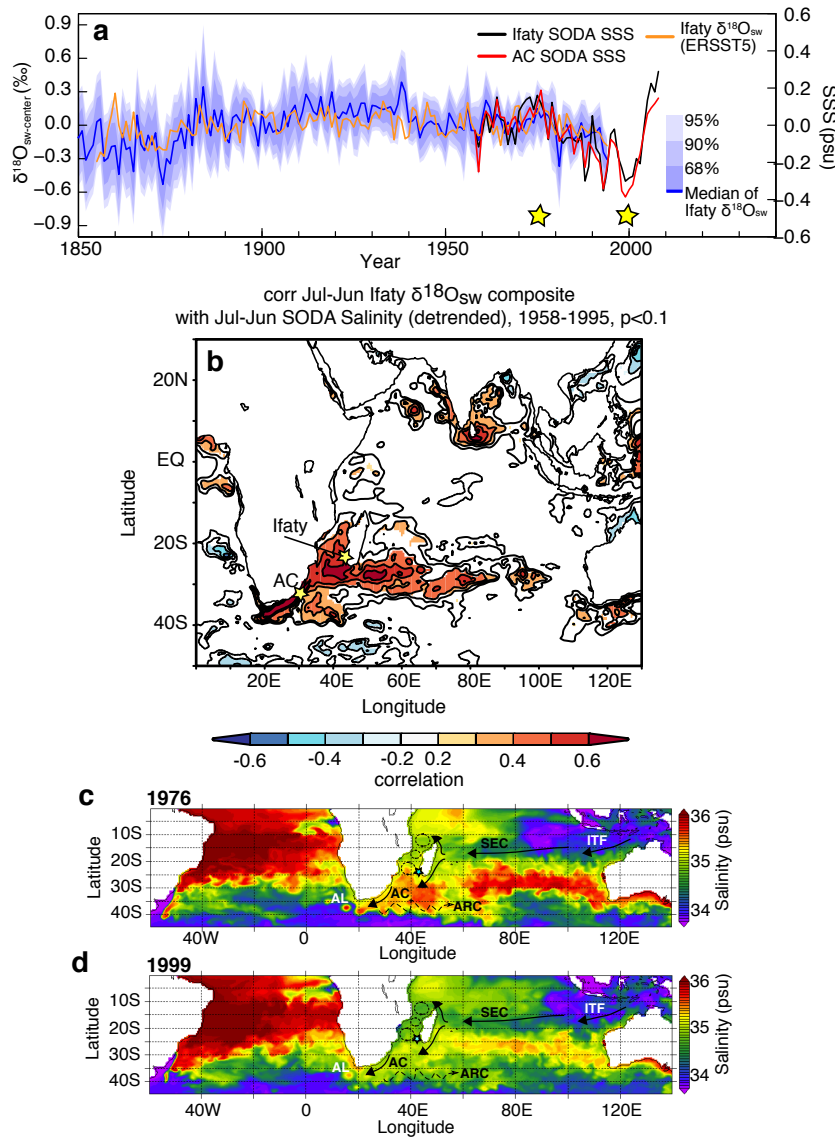 a
Ifaty SODA SSS
AC SODA SSS
Ifaty δ18Osw
(ERSST5)
δ18Osw-center (‰)
0.9
0.6
0.3
0.0
-0.3
-0.6
-0.9
0.6
0.4
0.2
0.0
-0.2
-0.4
-0.6
SSS (psu)
95%
90%
68%
Median of
Ifaty δ18Osw
1850 1900 1950 2000
Year
corr Jul-Jun Ifaty δ18Osw composite
with Jul-Jun SODA Salinity (detrended), 1958-1995, p<0.1
b
20N
EQ
20S
40S
Latitude
Ifaty
AC
20E 40E 60E 80E 100E 120E
Longitude
-0.6 -0.4 -0.2 0.2 0.4 0.6
correlation
c
1976
10S
20S
30S
40S
Latitude
SEC
ITF
AC
AL
ARC
40W 0 40E 80E 120E
Longitude
36
35
34
Salinity (psu)
d
1999
10S
20S
30S
40S
Latitude
SEC
ITF
AC
AL
ARC
40W 0 40E 80E 120E
Longitude
36
35
34
Salinity (psu)